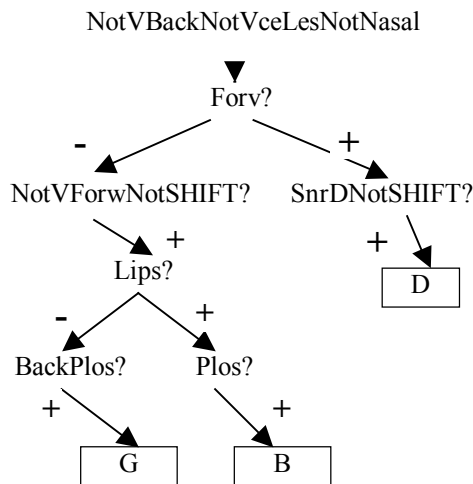 NotVBackNotVceLesNotNasal
Forv?
- +
NotVForwNotSHIFT? SnrDNotSHIFT?
+ +
Lips? D
- +
BackPlos? Plos?
+ +
G B